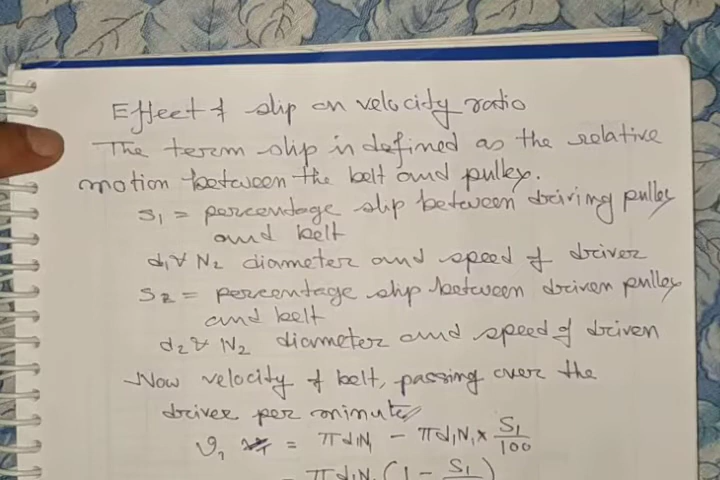 Effect of slip on velocity ratio
The term slip is defined as the relative
motion between the belt and pulley.
S₁ = percentage slip between driving pulley
and belt
d₁ & N₂ diameter and speed of driver
S₂ = percentage slip between driven pulley
and belt
d₂ & N₂ diameter and speed of driven
Now velocity of belt, passing over the
driver per minute
v₁ = πd₁N₁ - πd₁N₁ × S₁/100
= πd₁N₁ (1 - S₁